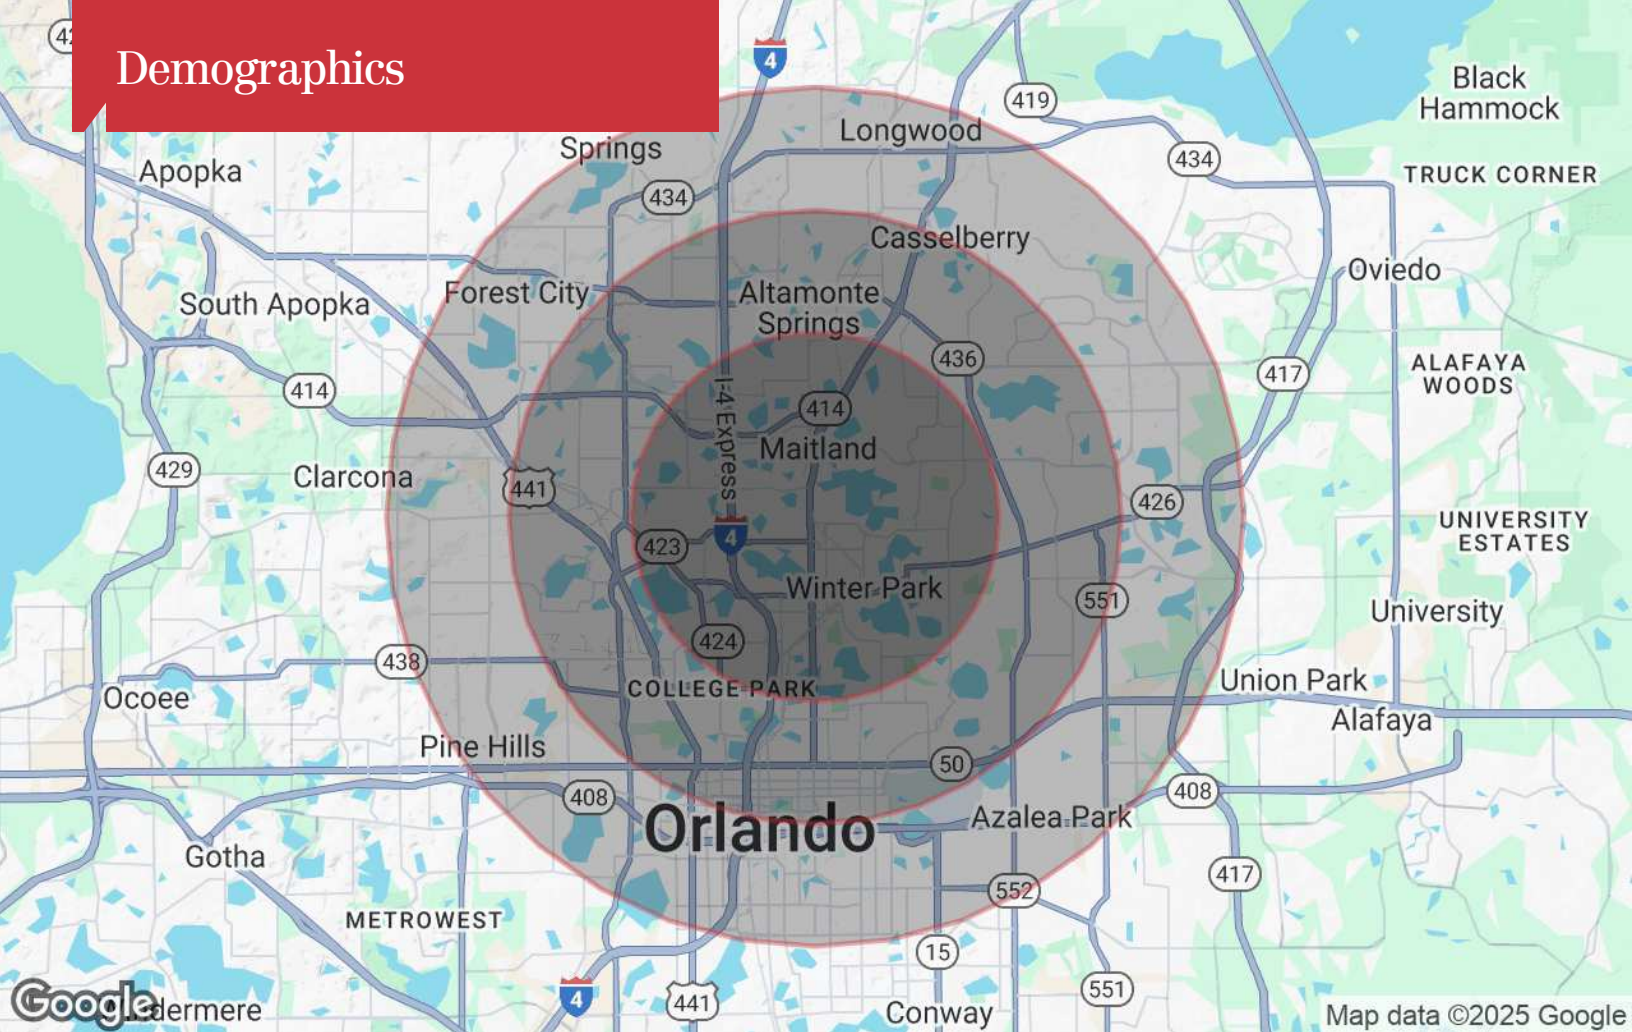 Demographics
4
419
Black
Hammock
Longwood
Springs
434
Apopka
TRUCK CORNER
434
Casselberry
Oviedo
South Apopka
Forest City
Altamonte
Springs
436
ALAFAYA
WOODS
417
414
414
I-4 Express
Maitland
429
Clarcona
441
426
UNIVERSITY
ESTATES
423
4
Winter Park
551
University
424
438
COLLEGE PARK
Union Park
Ocoee
Alafaya
Pine Hills
50
408
408
Azalea Park
Orlando
Gotha
417
552
METROWEST
15
551
4
441
Google
Conway
Map data ©2025 Google